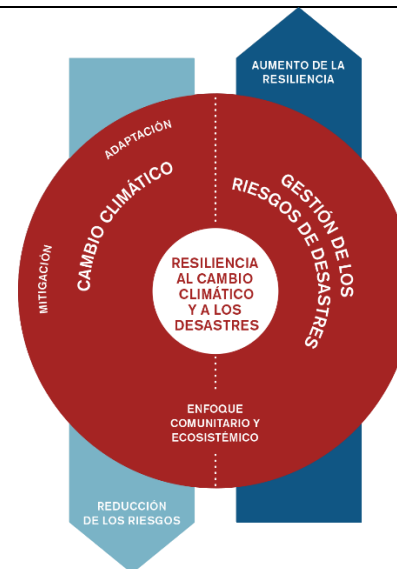 AUMENTO DE LA
RESILIENCIA
ADAPTACIÓN
MITIGACIÓN
CAMBIO CLIMÁTICO
GESTIÓN DE LOS
RIESGOS DE DESASTRES
RESILIENCIA
AL CAMBIO
CLIMÁTICO
Y A LOS
DESASTRES
ENFOQUE
COMUNITARIO Y
ECOSISTÉMICO
REDUCCIÓN
DE LOS RIESGOS